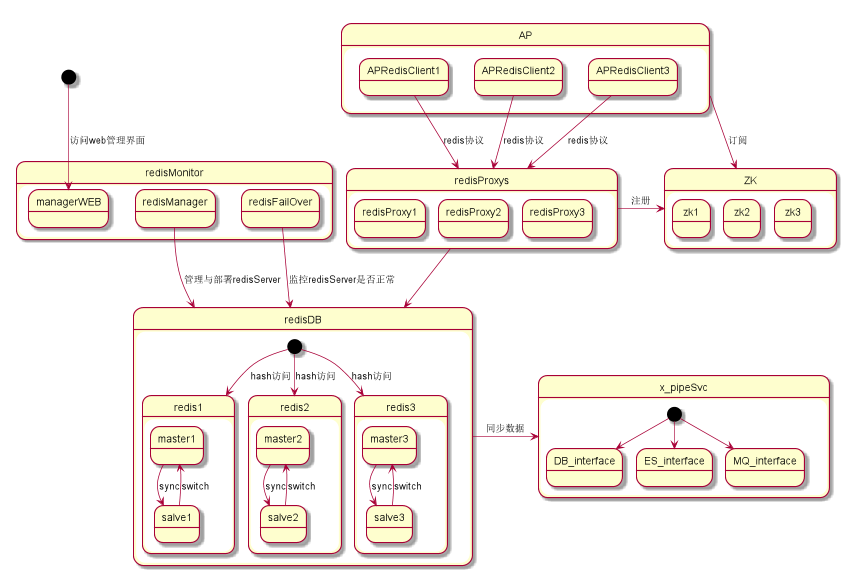 AP
APRedisClient1
APRedisClient2
APRedisClient3
访问web管理界面
redis协议
redis协议
redis协议
订阅
redisMonitor
managerWEB
redisManager
redisFailOver
redisProxys
redisProxy1
redisProxy2
redisProxy3
注册
ZK
zk1
zk2
zk3
管理与部署redisServer
监控redisServer是否正常
redisDB
hash访问
hash访问
hash访问
redis1
redis2
redis3
master1
master2
master3
sync
switch
sync
switch
sync
switch
salve1
salve2
salve3
同步数据
x_pipeSvc
DB_interface
ES_interface
MQ_interface